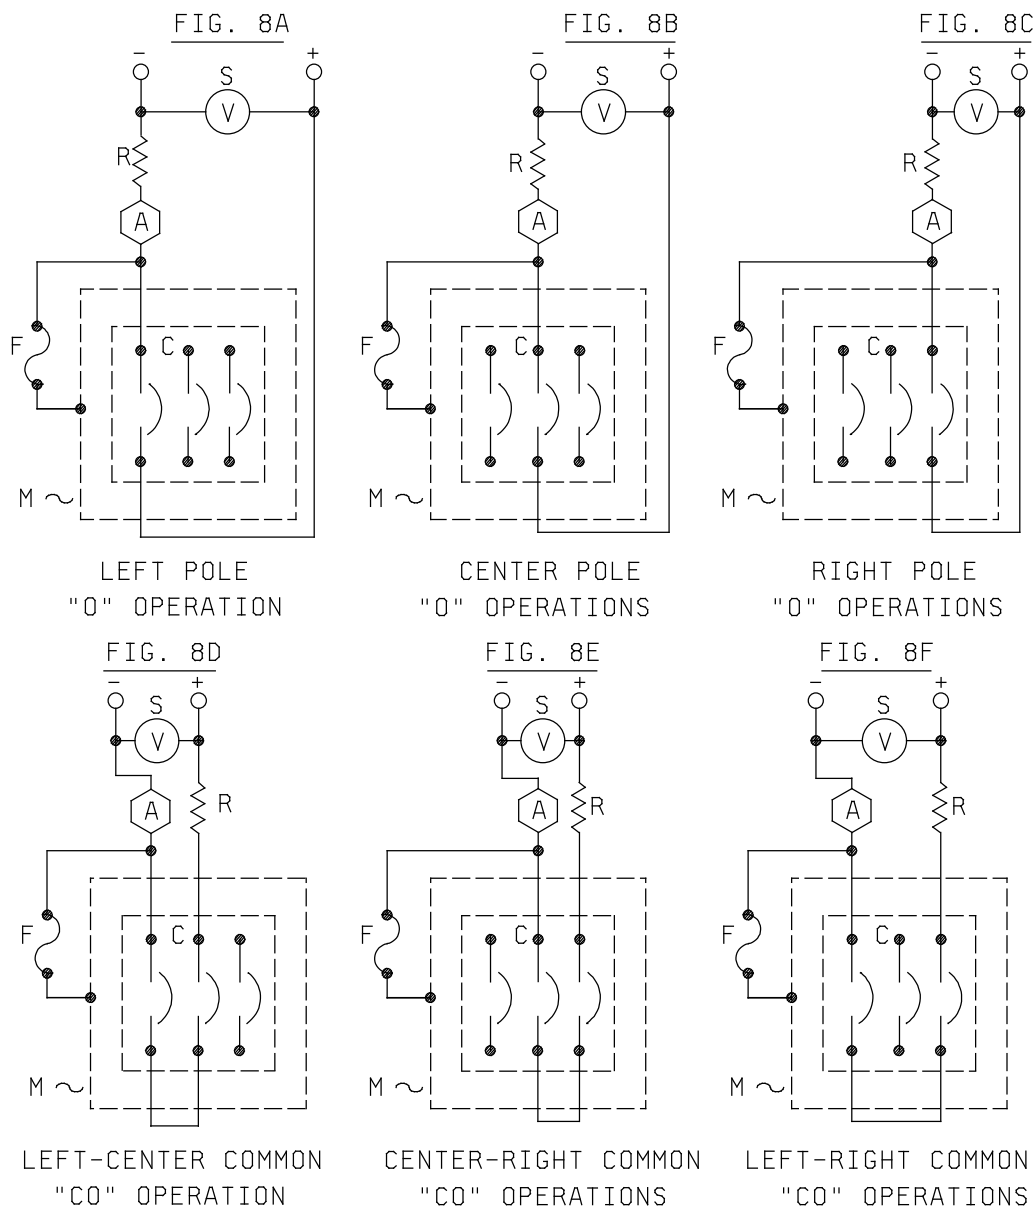 FIG. 8A
- +
S
V
R
A
F
C
M ~
LEFT POLE
"O" OPERATION
FIG. 8B
- +
S
V
R
A
F
C
M ~
CENTER POLE
"O" OPERATIONS
FIG. 8C
- +
S
V
R
A
F
C
M ~
RIGHT POLE
"O" OPERATIONS
FIG. 8D
- +
S
V
A
R
F
C
M ~
LEFT-CENTER COMMON
"CO" OPERATION
FIG. 8E
- +
S
V
A
R
F
C
M ~
CENTER-RIGHT COMMON
"CO" OPERATIONS
FIG. 8F
- +
S
V
A
R
F
C
M ~
LEFT-RIGHT COMMON
"CO" OPERATIONS